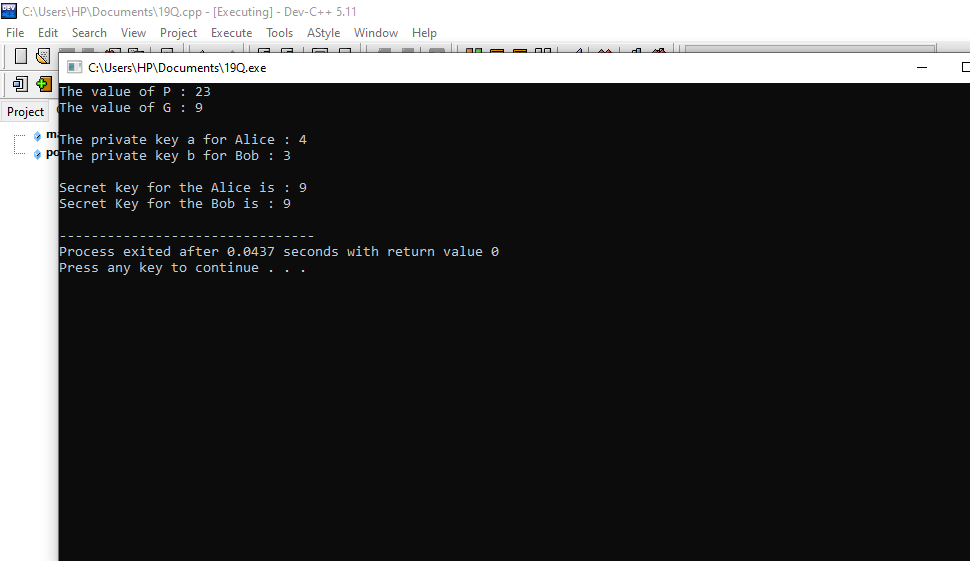 C:\Users\HP\Documents\19Q.cpp - [Executing] - Dev-C++ 5.11
File Edit Search View Project Execute Tools AStyle Window Help
C:\Users\HP\Documents\19Q.exe
Project
The value of P : 23
The value of G : 9
The private key a for Alice : 4
The private key b for Bob : 3
Secret key for the Alice is : 9
Secret Key for the Bob is : 9
--------------------------------
Process exited after 0.0437 seconds with return value 0
Press any key to continue . . .